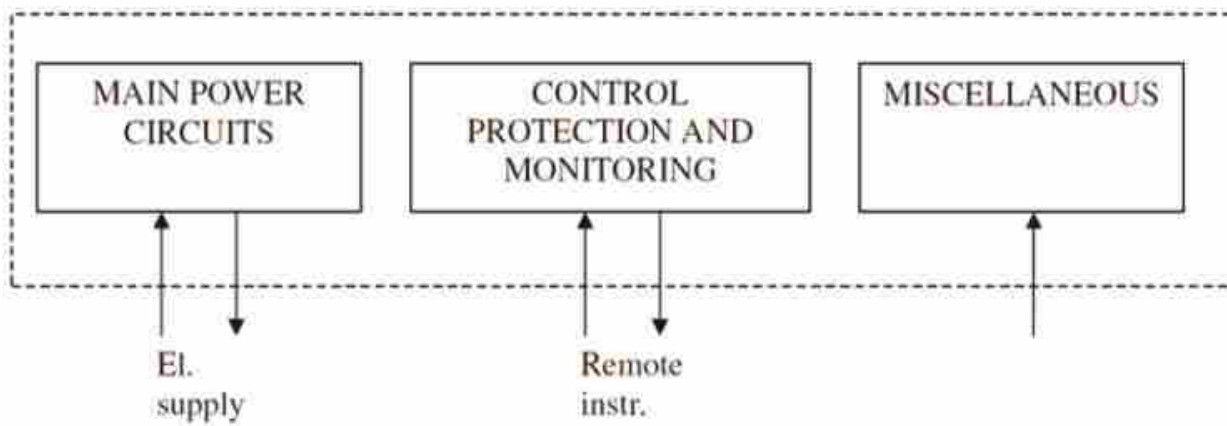 MAIN POWER
CIRCUITS
CONTROL
PROTECTION AND
MONITORING
MISCELLANEOUS
El.
supply
Remote
instr.